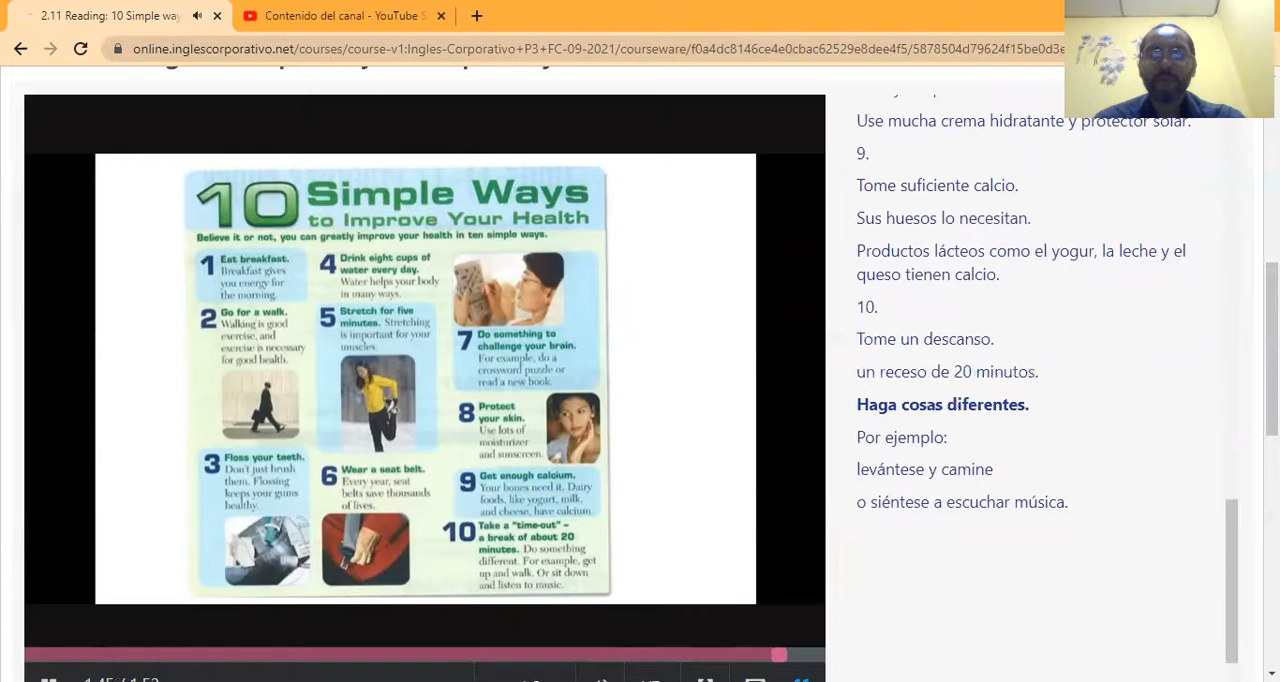 2.11 Reading: 10 Simple way
Contenido del canal - YouTube S
online.inglescorporativo.net/courses/course-v1:Ingles-Corporativo+P3+FC-09-2021/courseware/f0a4dc8146ce4e0cbac62529e8dee4f5/5878504d79624f15be0d3e
10 Simple Ways
to Improve Your Health
Believe it or not, you can greatly improve your health in ten simple ways.
1 Eat breakfast.
Breakfast gives
you energy for
the morning.
2 Go for a walk.
Walking is good
exercise, and
exercise is necessary
for good health.
3 Floss your teeth.
Don't just brush
them. Flossing
keeps your gums
healthy.
4 Drink eight cups of
water every day.
Water helps your body
in many ways.
5 Stretch for five
minutes. Stretching
is important for your
muscles.
6 Wear a seat belt.
Every year, seat
belts save thousands
of lives.
7 Do something to
challenge your brain.
For example, do a
crossword puzzle or
read a new book.
8 Protect
your skin.
Use lots of
moisturizer
and sunscreen.
9 Get enough calcium.
Your bones need it. Dairy
foods, like yogurt, milk,
and cheese, have calcium.
10 Take a "time-out" –
a break of about 20
minutes. Do something
different. For example, get
up and walk. Or sit down
and listen to music.
Use mucha crema hidratante y protector solar.
9.
Tome suficiente calcio.
Sus huesos lo necesitan.
Productos lácteos como el yogur, la leche y el
queso tienen calcio.
10.
Tome un descanso.
un receso de 20 minutos.
Haga cosas diferentes.
Por ejemplo:
levántese y camine
o siéntese a escuchar música.